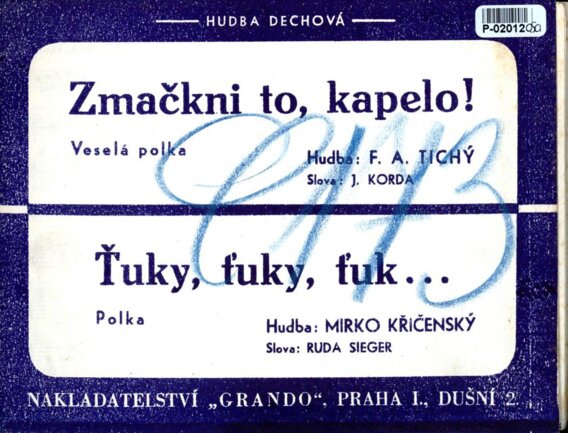 HUDBA DECHOVÁ
P-02012080
Zmačkni to, kapelo!
Veselá polka
Hudba: F. A. TICHÝ
Slova: J. KORDA
Ťuky, ťuky, ťuk...
Polka
Hudba: MIRKO KŘIČENSKÝ
Slova: RUDA SIEGER
NAKLADATELSTVÍ „GRANDO“, PRAHA I., DUŠNÍ 2